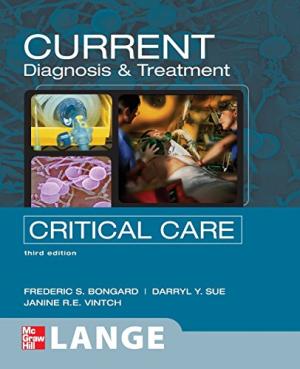 CURRENT
Diagnosis & Treatment
CRITICAL CARE
third edition
FREDERIC S. BONGARD | DARRYL Y. SUE
JANINE R.E. VINTCH
Mc
Graw
Hill
LANGE